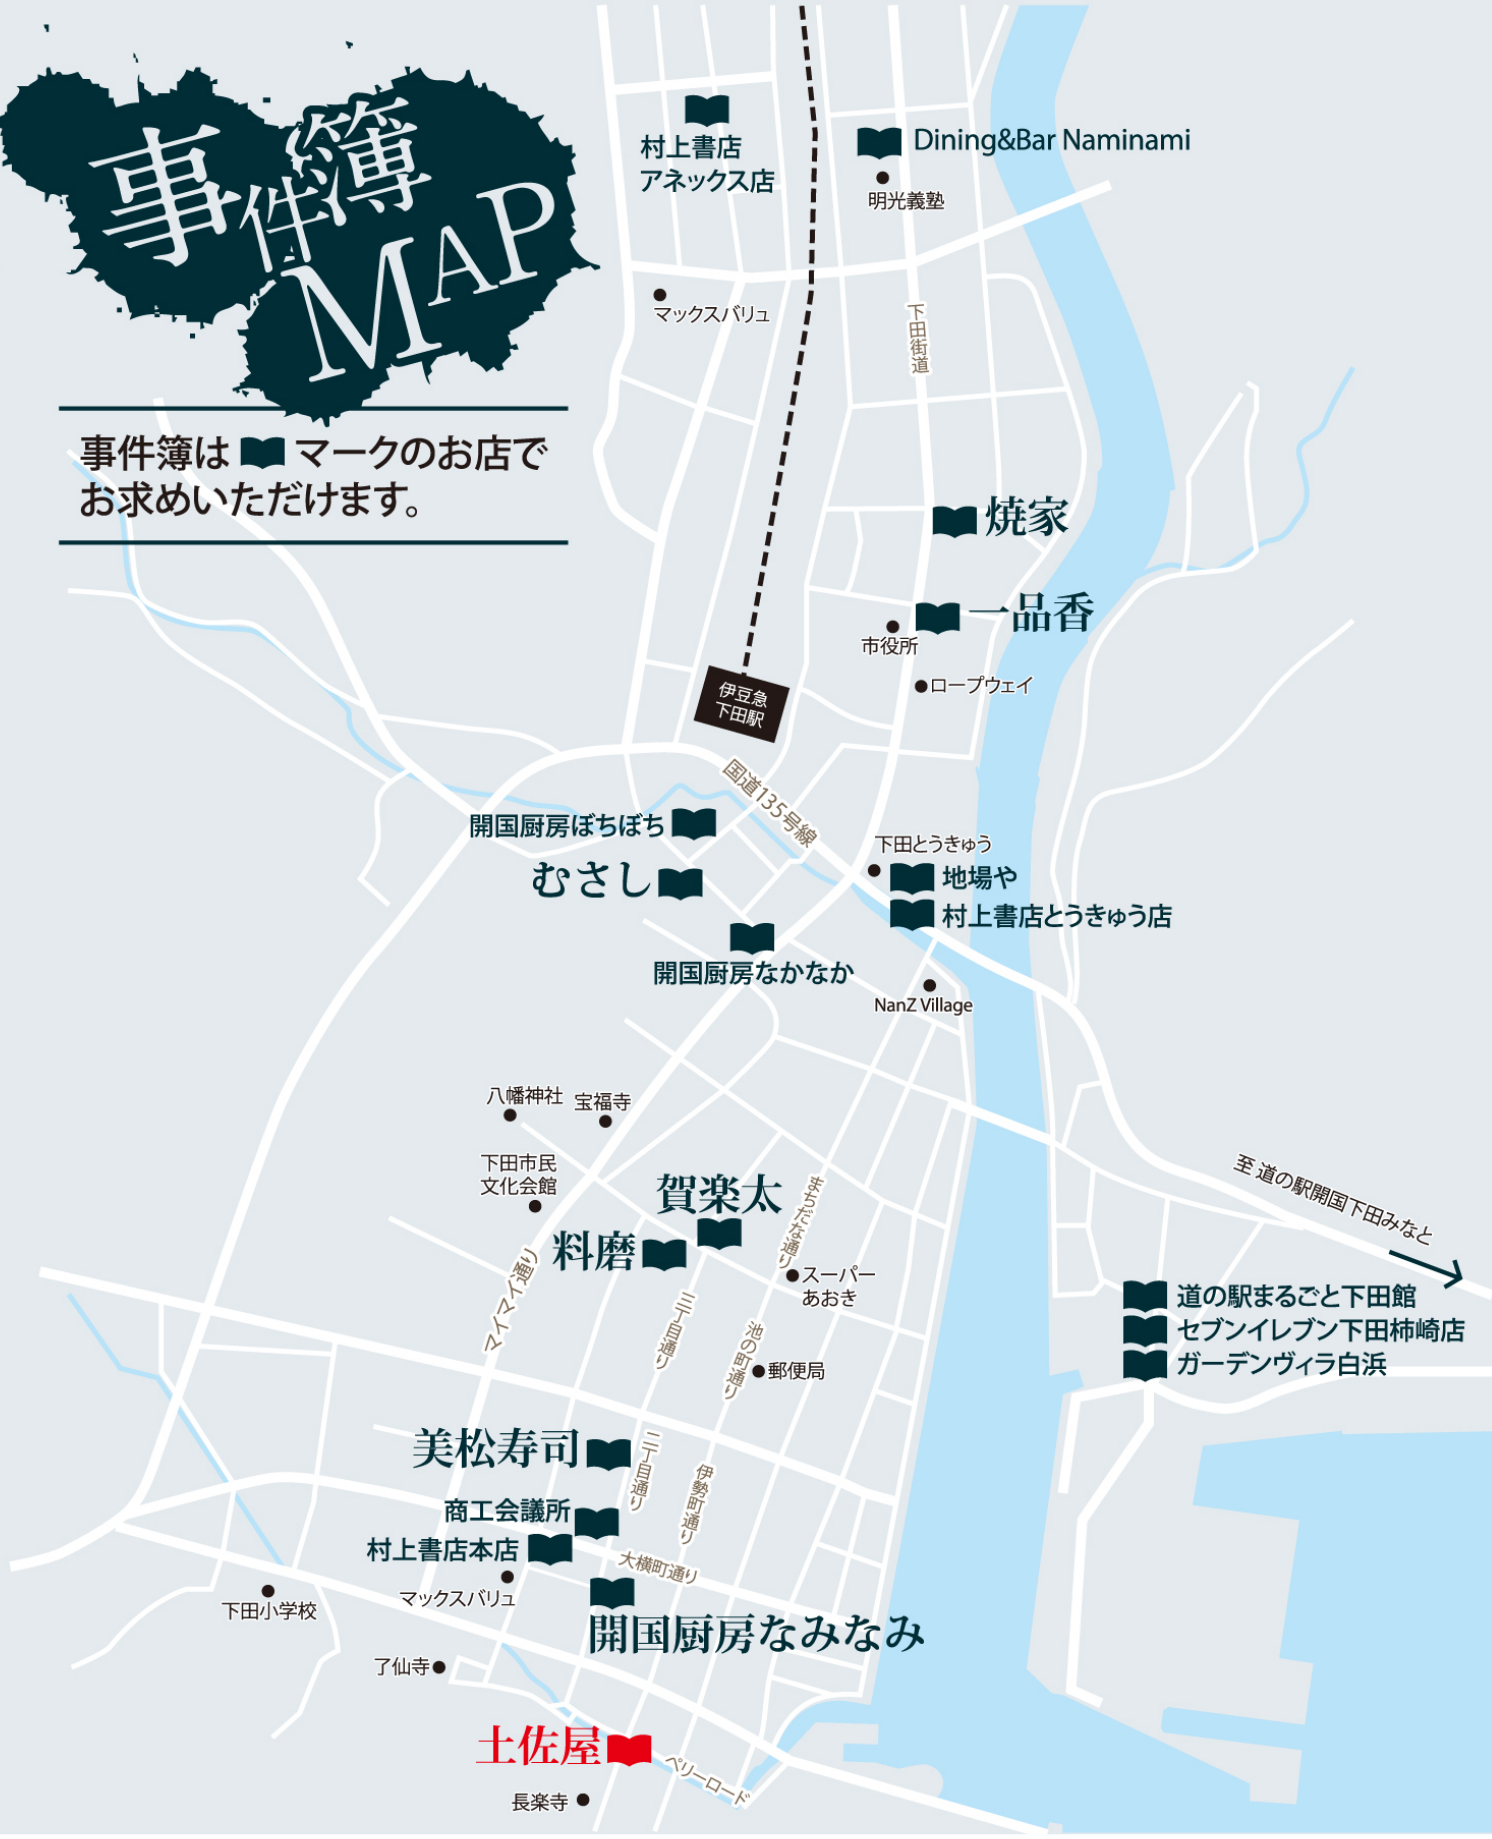 事件簿
MAP
事件簿は マークのお店で
お求めいただけます。
村上書店
アネックス店
Dining&Bar Naminami
明光義塾
マックスバリュ
下田街道
焼家
一品香
市役所
ロープウェイ
伊豆急
下田駅
国道135号線
開国厨房ぼちぼち
むさし
下田とうきゅう
地場や
村上書店とうきゅう店
開国厨房なかなか
NanZ Village
八幡神社
宝福寺
下田市民
文化会館
賀楽太
料磨
まちだな通り
至 道の駅開国下田みなと
スーパー
あおき
マイマイ通り
三丁目通り
池の町通り
郵便局
道の駅まるごと下田館
セブンイレブン下田柿崎店
ガーデンヴィラ白浜
美松寿司
二丁目通り
伊勢町通り
商工会議所
村上書店本店
大横町通り
マックスバリュ
下田小学校
開国厨房なみなみ
了仙寺
土佐屋
ペリーロード
長楽寺